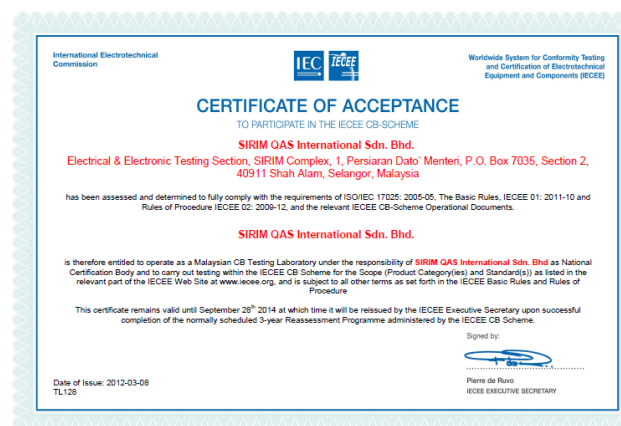 International Electrotechnical
Commission
IEC IECEE
Worldwide System for Conformity Testing
and Certification of Electrotechnical
Equipment and Components (IECEE)
CERTIFICATE OF ACCEPTANCE
TO PARTICIPATE IN THE IECEE CB-SCHEME
SIRIM QAS International Sdn. Bhd.
Electrical & Electronic Testing Section, SIRIM Complex, 1, Persiaran Dato' Menteri, P.O. Box 7035, Section 2,
40911 Shah Alam, Selangor, Malaysia
has been assessed and determined to fully comply with the requirements of ISO/IEC 17025: 2005-05, The Basic Rules, IECEE 01: 2011-10 and
Rules of Procedure IECEE 02: 2009-12, and the relevant IECEE CB-Scheme Operational Documents.
SIRIM QAS International Sdn. Bhd.
is therefore entitled to operate as a Malaysian CB Testing Laboratory under the responsibility of SIRIM QAS International Sdn. Bhd as National
Certification Body and to carry out testing within the IECEE CB Scheme for the Scope (Product Category(ies) and Standard(s)) as listed in the
relevant part of the IECEE Web Site at www.iecee.org, and is subject to all other terms as set forth in the IECEE Basic Rules and Rules of
Procedure
This certificate remains valid until September 28th 2014 at which time it will be reissued by the IECEE Executive Secretary upon successful
completion of the normally scheduled 3-year Reassessment Programme administered by the IECEE CB Scheme.
Signed by:
Date of Issue: 2012-03-08
TL128
Pierre de Ruvo
IECEE EXECUTIVE SECRETARY